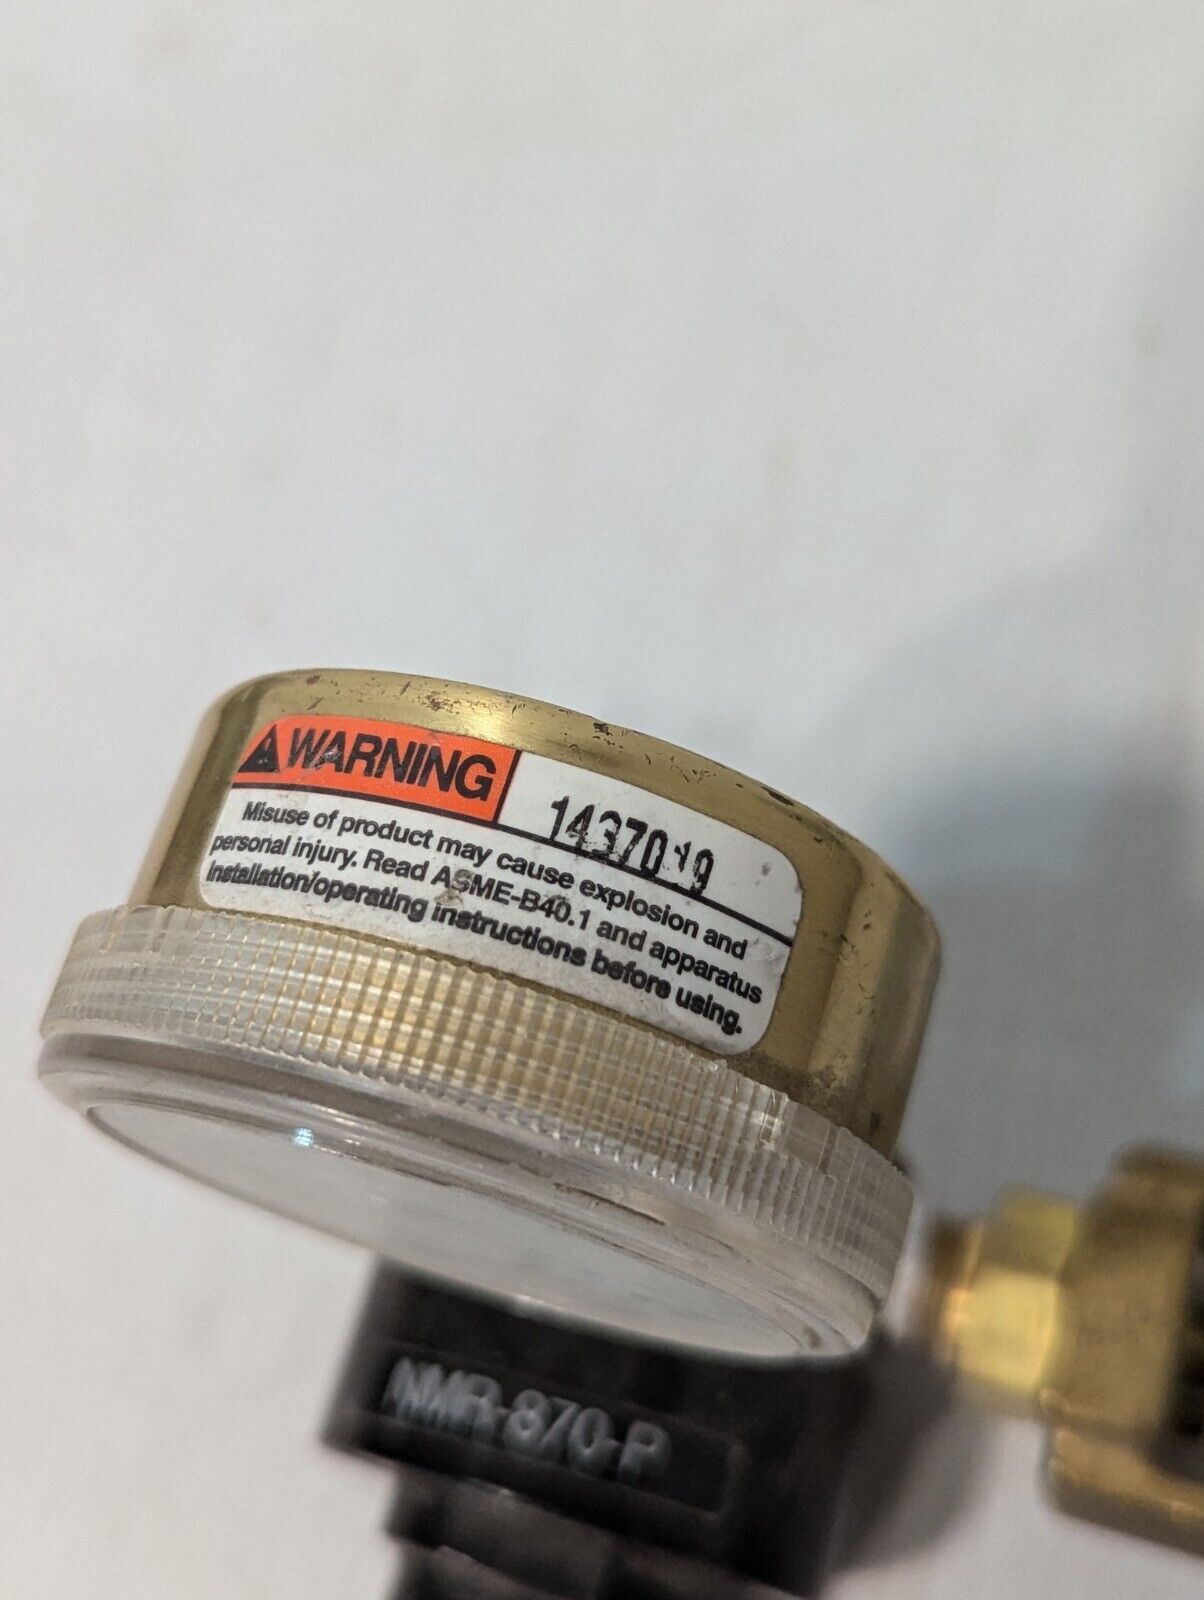 WARNING
Misuse of product may cause explosion and
personal injury. Read ASME-B40.1 and apparatus
installation/operating instructions before using.
NMR-870-P